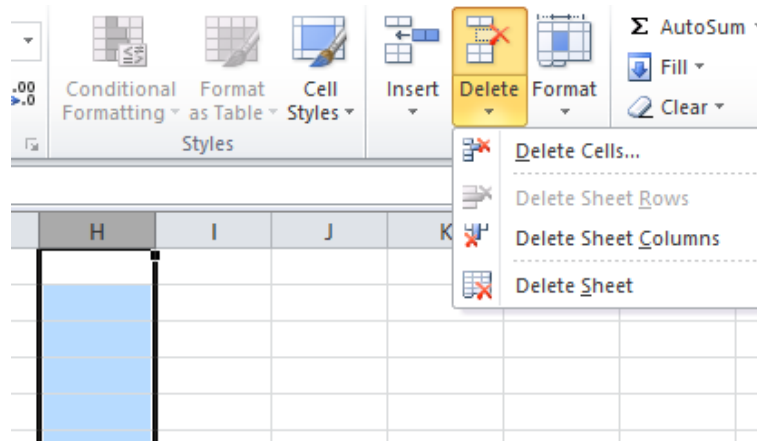 Σ AutoSum
Fill
.00
.0
Conditional Formatting
Format as Table
Cell Styles
Insert
Delete
Format
Clear
Styles
Delete Cells...
Delete Sheet Rows
Delete Sheet Columns
Delete Sheet
H I J K